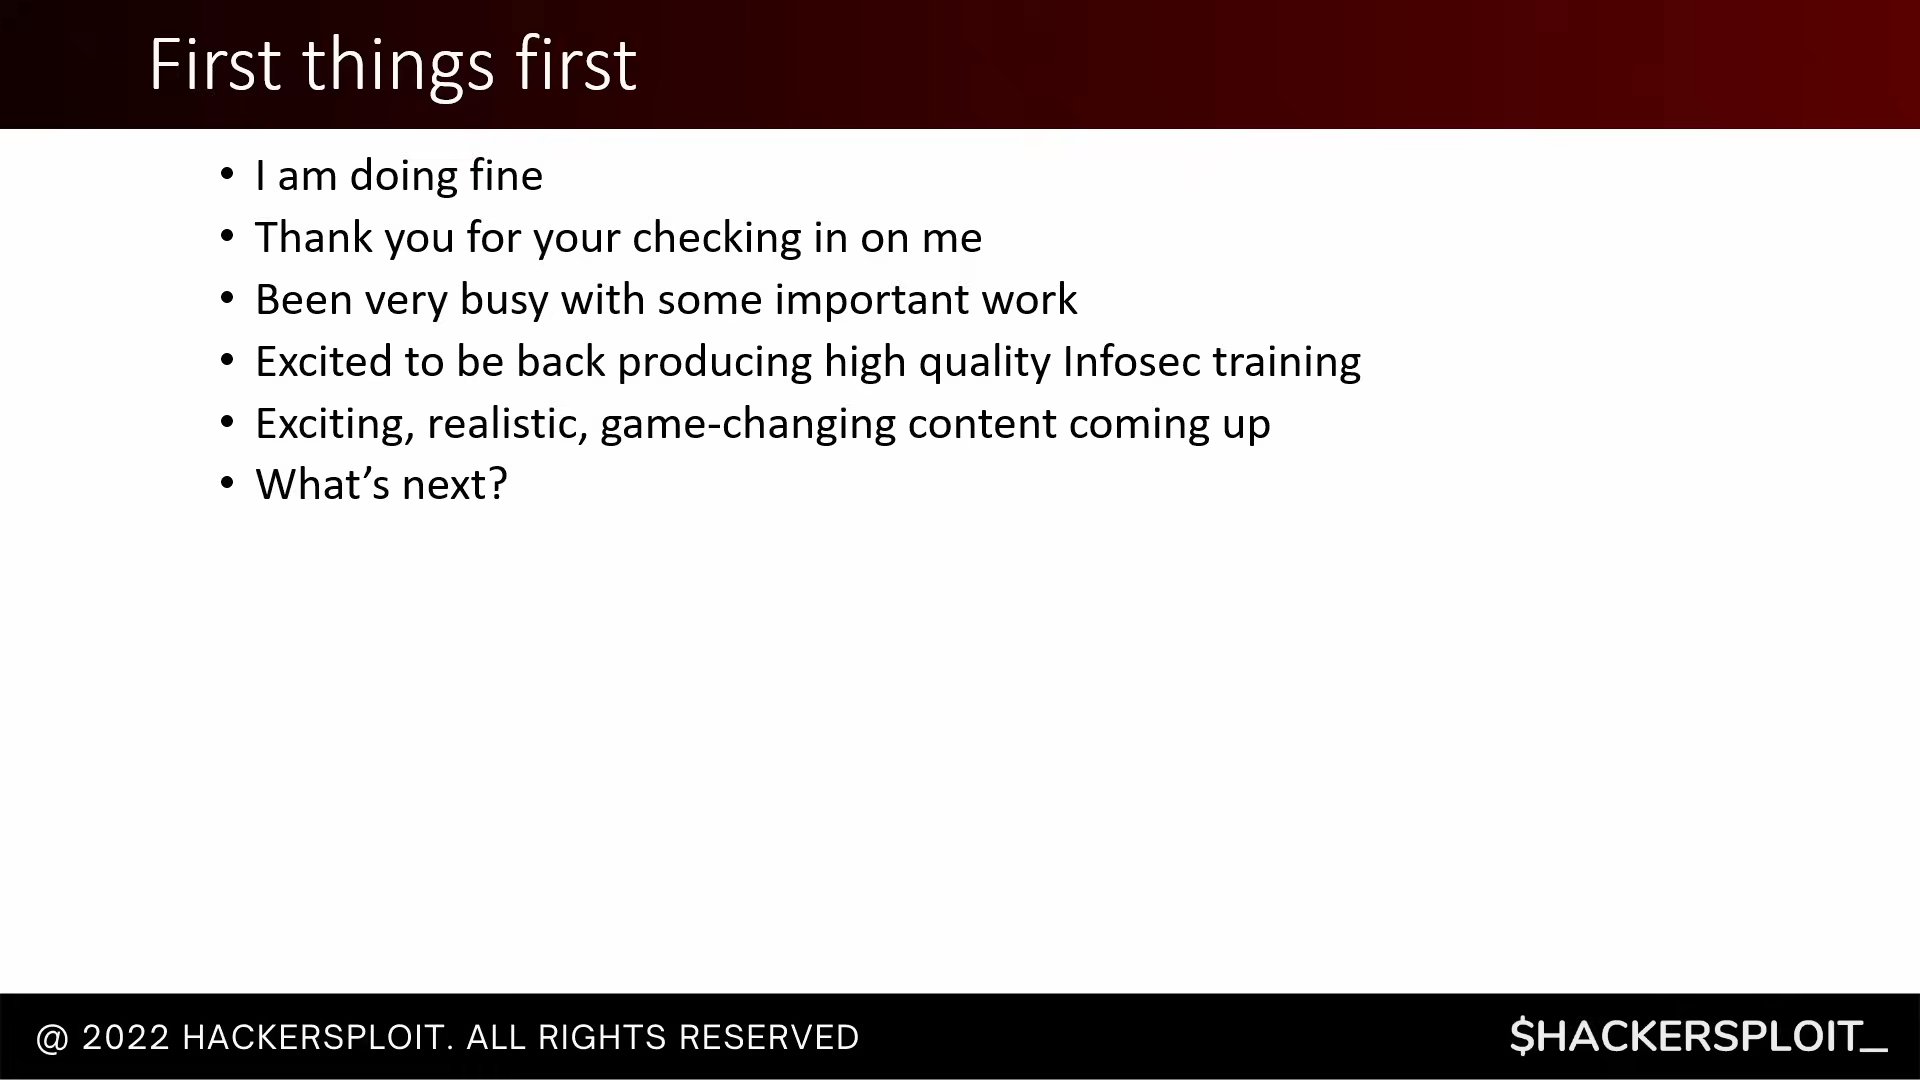 First things first
• I am doing fine
• Thank you for your checking in on me
• Been very busy with some important work
• Excited to be back producing high quality Infosec training
• Exciting, realistic, game-changing content coming up
• What’s next?
@ 2022 HACKERSPLOIT. ALL RIGHTS RESERVED
$HACKERSPLOIT_